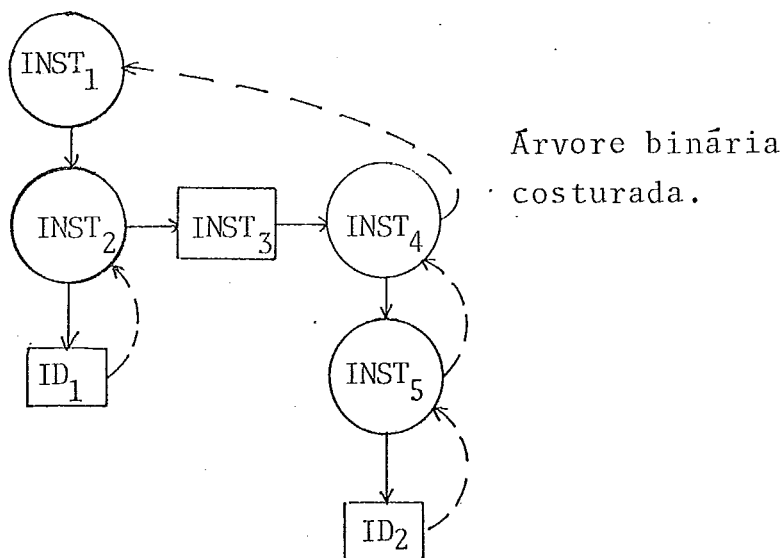 INST1
Árvore binária
costurada.
INST2
INST3
INST4
ID1
INST5
ID2